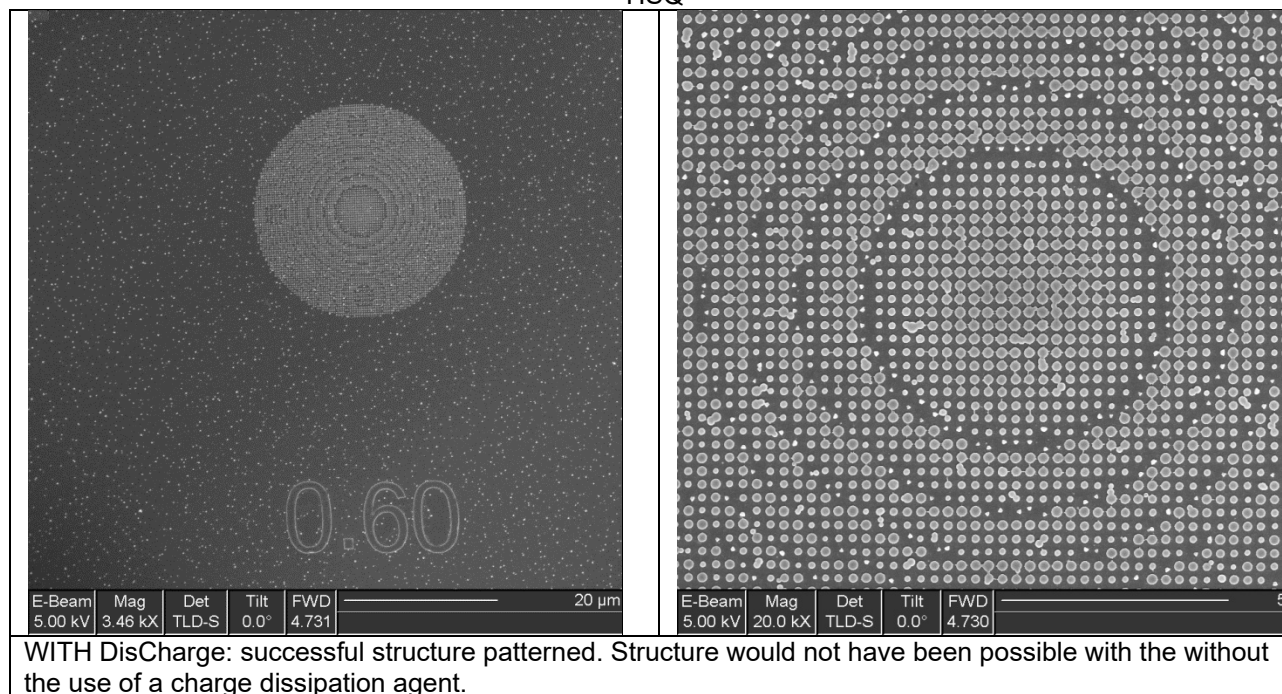 0.60
E-Beam Mag Det Tilt FWD 20 µm
5.00 kV 3.46 kX TLD-S 0.0° 4.731
E-Beam Mag Det Tilt FWD 5
5.00 kV 20.0 kX TLD-S 0.0° 4.730
WITH DisCharge: successful structure patterned. Structure would not have been possible with the without
the use of a charge dissipation agent.